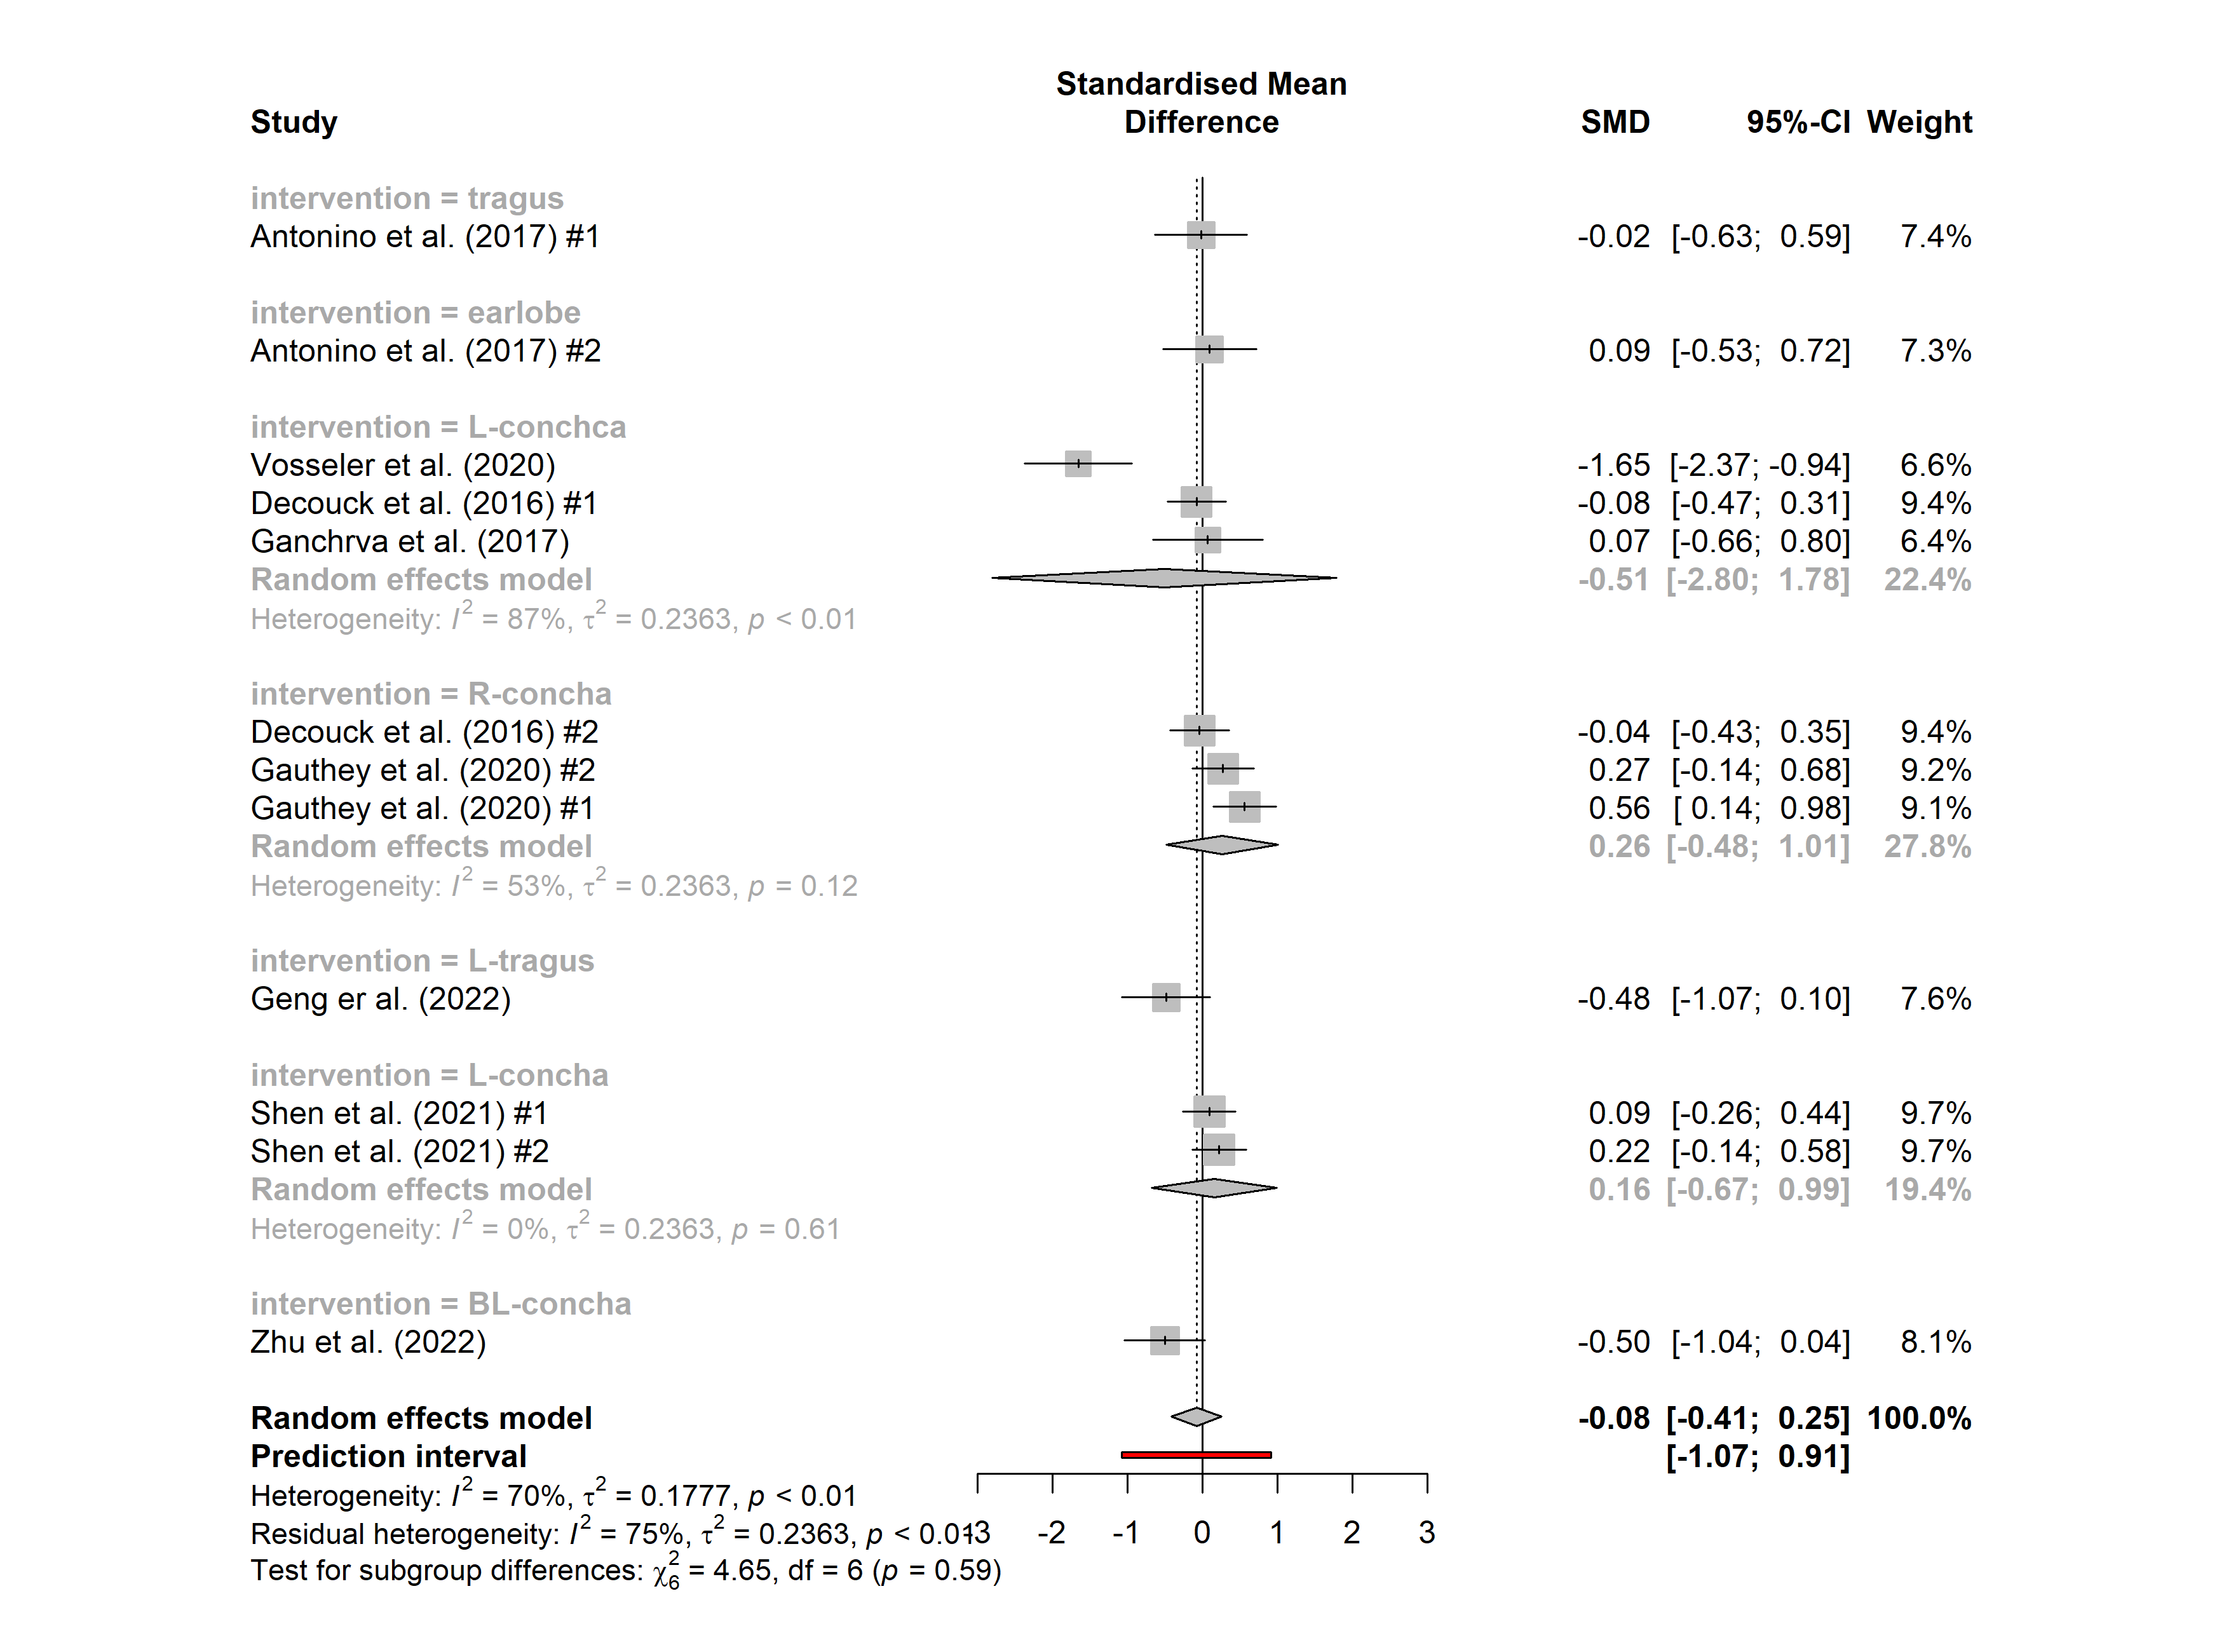 Standardised Mean
Study Difference SMD 95%-CI Weight
intervention = tragus
Antonino et al. (2017) #1 -0.02 [-0.63; 0.59] 7.4%
intervention = earlobe
Antonino et al. (2017) #2 0.09 [-0.53; 0.72] 7.3%
intervention = L-conchca
Vosseler et al. (2020) -1.65 [-2.37; -0.94] 6.6%
Decouck et al. (2016) #1 -0.08 [-0.47; 0.31] 9.4%
Ganchrva et al. (2017) 0.07 [-0.66; 0.80] 6.4%
Random effects model -0.51 [-2.80; 1.78] 22.4%
Heterogeneity: I² = 87%, τ² = 0.2363, p < 0.01
intervention = R-concha
Decouck et al. (2016) #2 -0.04 [-0.43; 0.35] 9.4%
Gauthey et al. (2020) #2 0.27 [-0.14; 0.68] 9.2%
Gauthey et al. (2020) #1 0.56 [ 0.14; 0.98] 9.1%
Random effects model 0.26 [-0.48; 1.01] 27.8%
Heterogeneity: I² = 53%, τ² = 0.2363, p = 0.12
intervention = L-tragus
Geng er al. (2022) -0.48 [-1.07; 0.10] 7.6%
intervention = L-concha
Shen et al. (2021) #1 0.09 [-0.26; 0.44] 9.7%
Shen et al. (2021) #2 0.22 [-0.14; 0.58] 9.7%
Random effects model 0.16 [-0.67; 0.99] 19.4%
Heterogeneity: I² = 0%, τ² = 0.2363, p = 0.61
intervention = BL-concha
Zhu et al. (2022) -0.50 [-1.04; 0.04] 8.1%
Random effects model -0.08 [-0.41; 0.25] 100.0%
Prediction interval [-1.07; 0.91]
Heterogeneity: I² = 70%, τ² = 0.1777, p < 0.01
Residual heterogeneity: I² = 75%, τ² = 0.2363, p < 0.01 -3 -2 -1 0 1 2 3
Test for subgroup differences: χ²₆ = 4.65, df = 6 (p = 0.59)